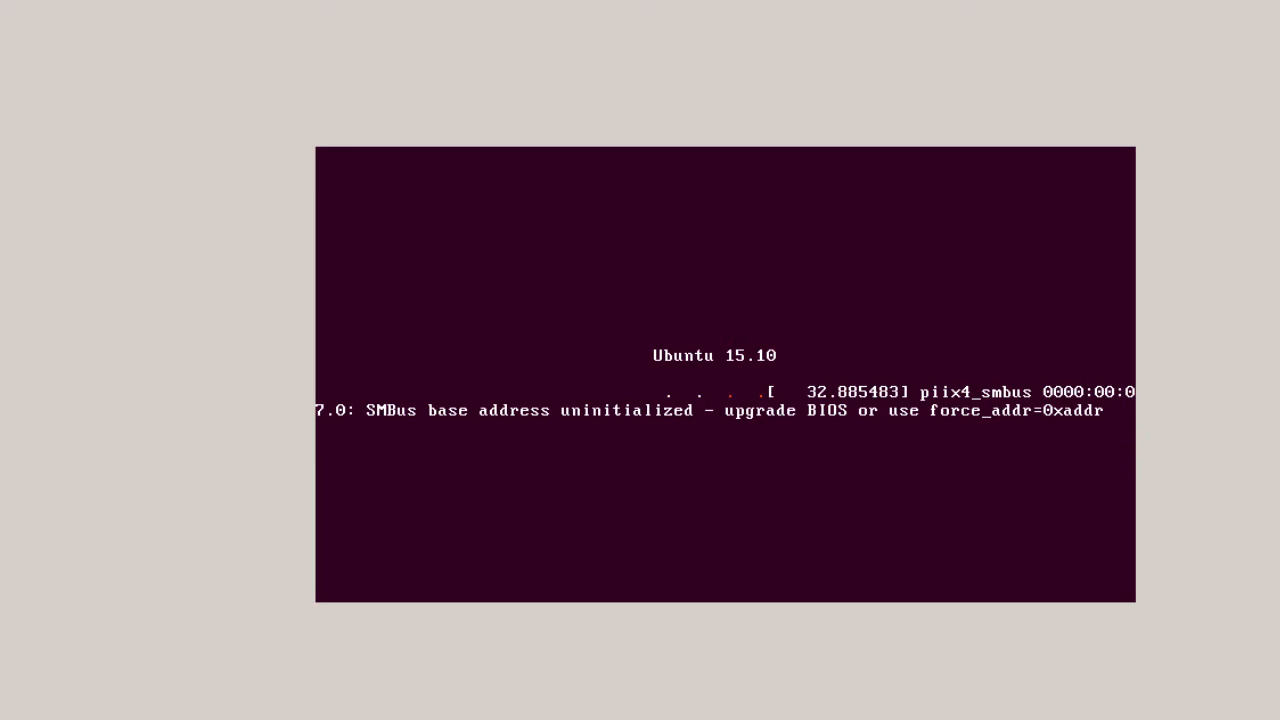 Ubuntu 15.10
. . . .[   32.885483] piix4_smbus 0000:00:0
7.0: SMBus base address uninitialized - upgrade BIOS or use force_addr=0xaddr